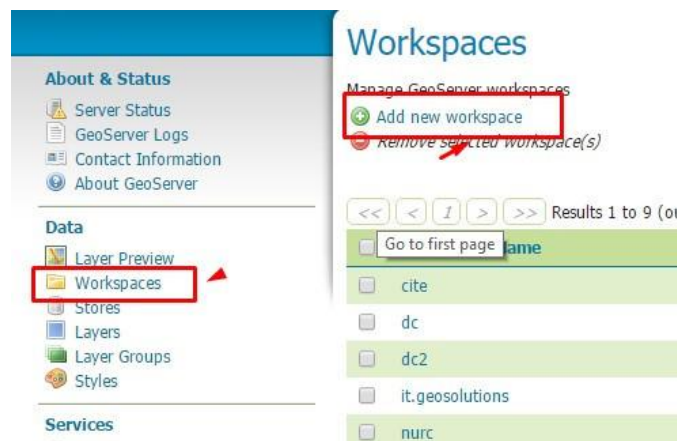 About & Status
Server Status
GeoServer Logs
Contact Information
About GeoServer
Data
Layer Preview
Workspaces
Stores
Layers
Layer Groups
Styles
Services
Workspaces
Manage GeoServer workspaces
Add new workspace
Remove selected workspace(s)
<< < 1 > >> Results 1 to 9 (ou
Go to first page
cite
dc
dc2
it.geosolutions
nurc